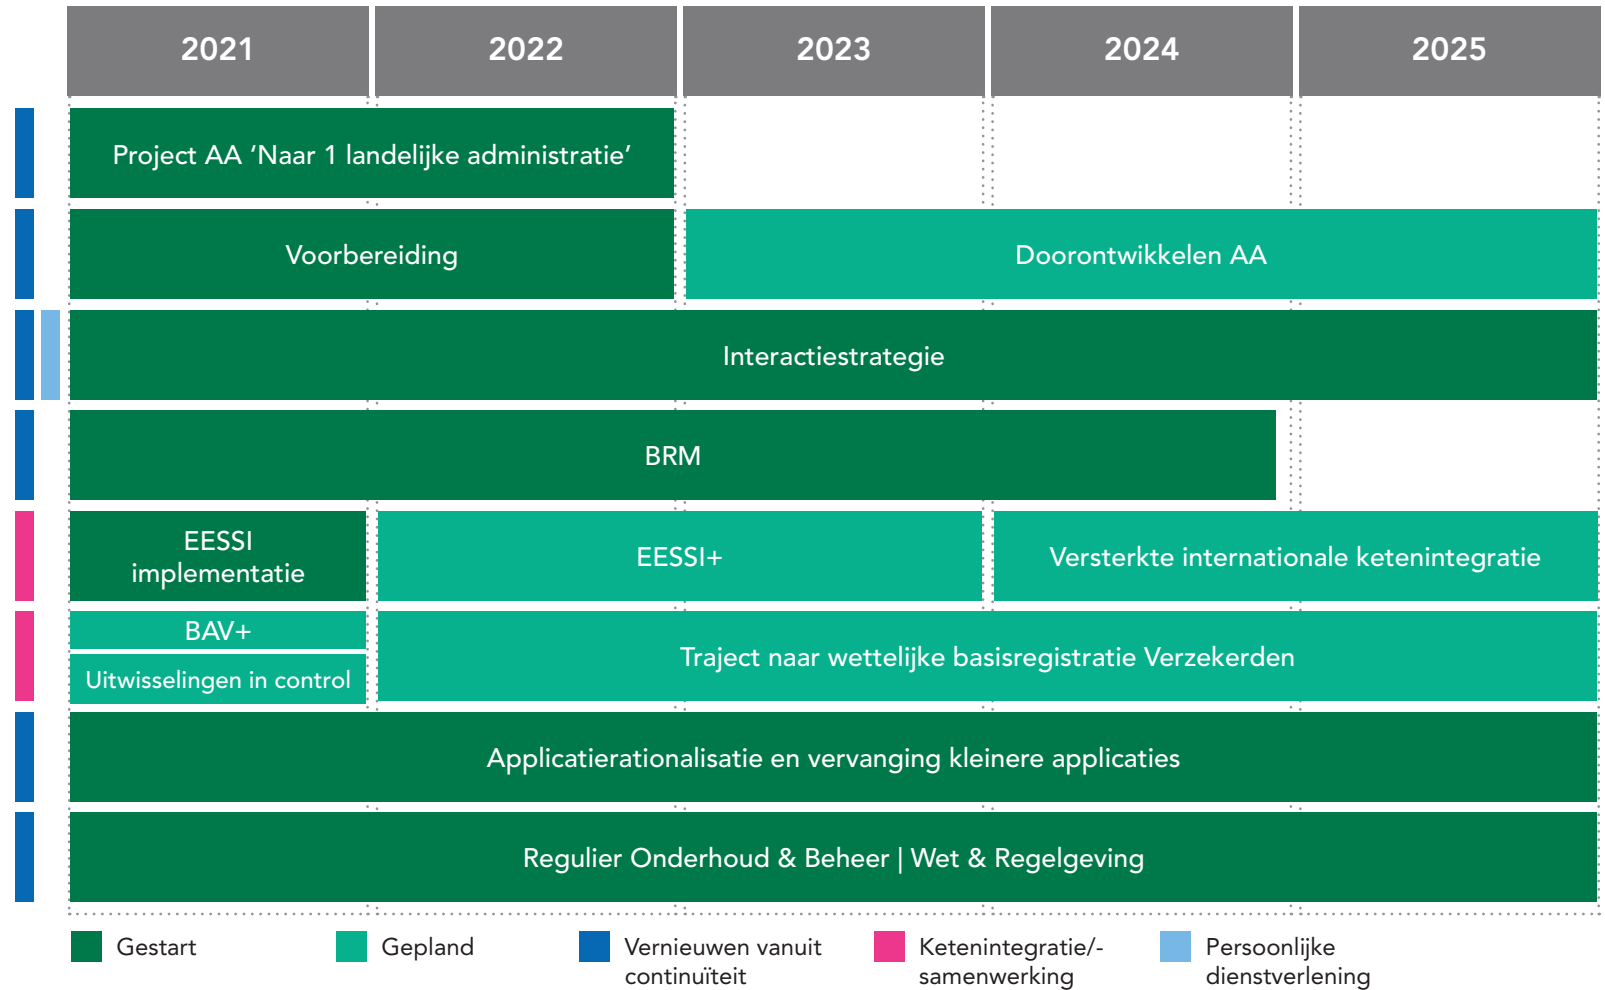 2021
2022
2023
2024
2025
Project AA ‘Naar 1 landelijke administratie’
Voorbereiding
Doorontwikkelen AA
Interactiestrategie
BRM
EESSI
implementatie
EESSI+
Versterkte internationale ketenintegratie
BAV+
Uitwisselingen in control
Traject naar wettelijke basisregistratie Verzekerden
Applicatierationalisatie en vervanging kleinere applicaties
Regulier Onderhoud & Beheer | Wet & Regelgeving
Gestart
Gepland
Vernieuwen vanuit
continuïteit
Ketenintegratie/-
samenwerking
Persoonlijke
dienstverlening